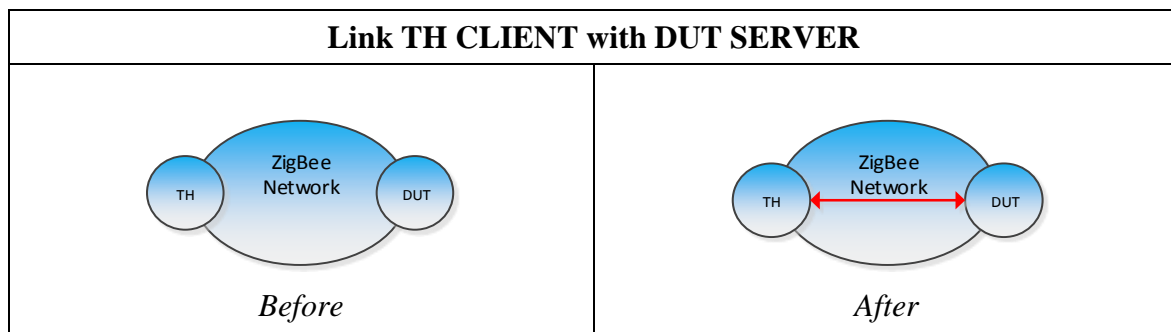 Link TH CLIENT with DUT SERVER
ZigBee
Network
TH
DUT
Before
ZigBee
Network
TH
DUT
After